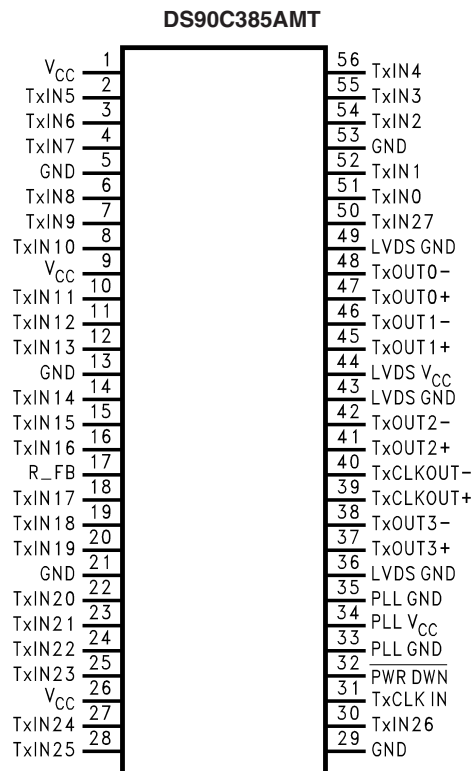 DS90C385AMT
VCC 1 56 TxIN4
TxIN5 2 55 TxIN3
TxIN6 3 54 TxIN2
TxIN7 4 53 GND
GND 5 52 TxIN1
TxIN8 6 51 TxIN0
TxIN9 7 50 TxIN27
TxIN10 8 49 LVDS GND
VCC 9 48 TxOUT0-
TxIN11 10 47 TxOUT0+
TxIN12 11 46 TxOUT1-
TxIN13 12 45 TxOUT1+
GND 13 44 LVDS VCC
TxIN14 14 43 LVDS GND
TxIN15 15 42 TxOUT2-
TxIN16 16 41 TxOUT2+
R_FB 17 40 TxCLKOUT-
TxIN17 18 39 TxCLKOUT+
TxIN18 19 38 TxOUT3-
TxIN19 20 37 TxOUT3+
GND 21 36 LVDS GND
TxIN20 22 35 PLL GND
TxIN21 23 34 PLL VCC
TxIN22 24 33 PLL GND
TxIN23 25 32 PWR DWN
VCC 26 31 TxCLK IN
TxIN24 27 30 TxIN26
TxIN25 28 29 GND